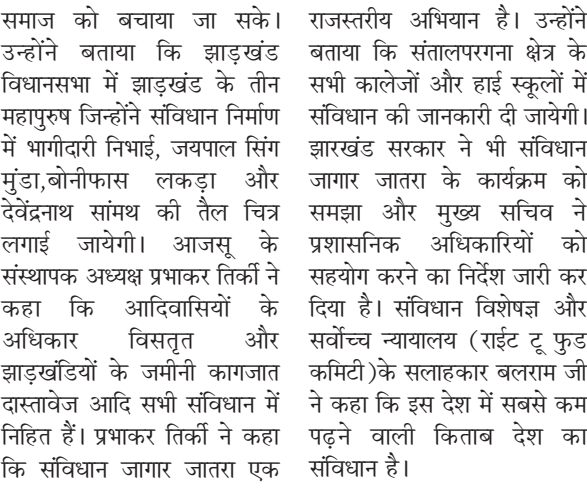 समाज को बचाया जा सके।
उन्होंने बताया कि झाड़खंड
विधानसभा में झाड़खंड के तीन
महापुरुष जिन्होंने संविधान निर्माण
में भागीदारी निभाई, जयपाल सिंग
मुंडा,बोनीफास लकड़ा और
देवेंद्रनाथ सांमथ की तैल चित्र
लगाई जायेगी। आजसू के
संस्थापक अध्यक्ष प्रभाकर तिर्की ने
कहा कि आदिवासियों के
अधिकार विसतृत और
झाड़खंडियों के जमीनी कागजात
दास्तावेज आदि सभी संविधान में
निहित हैं। प्रभाकर तिर्की ने कहा
कि संविधान जागार जातरा एक
राजस्तरीय अभियान है। उन्होंने
बताया कि संतालपरगना क्षेत्र के
सभी कालेजों और हाई स्कूलों में
संविधान की जानकारी दी जायेगी।
झारखंड सरकार ने भी संविधान
जागार जातरा के कार्यक्रम को
समझा और मुख्य सचिव ने
प्रशासनिक अधिकारियों को
सहयोग करने का निर्देश जारी कर
दिया है। संविधान विशेषज्ञ और
सर्वोच्च न्यायालय (राईट टू फुड
कमिटी)के सलाहकार बलराम जी
ने कहा कि इस देश में सबसे कम
पढ़ने वाली किताब देश का
संविधान है।